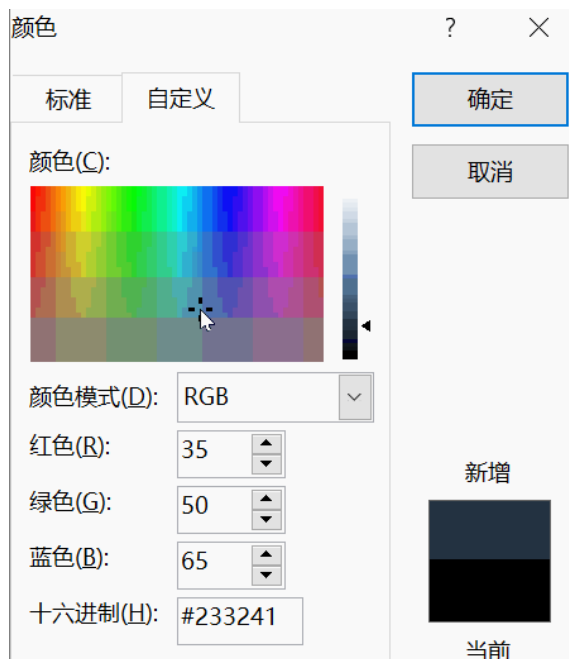 颜色 ? ×
标准 自定义 确定
取消
颜色(C):
颜色模式(D): RGB
红色(R): 35
绿色(G): 50
蓝色(B): 65
十六进制(H): #233241
新增
当前